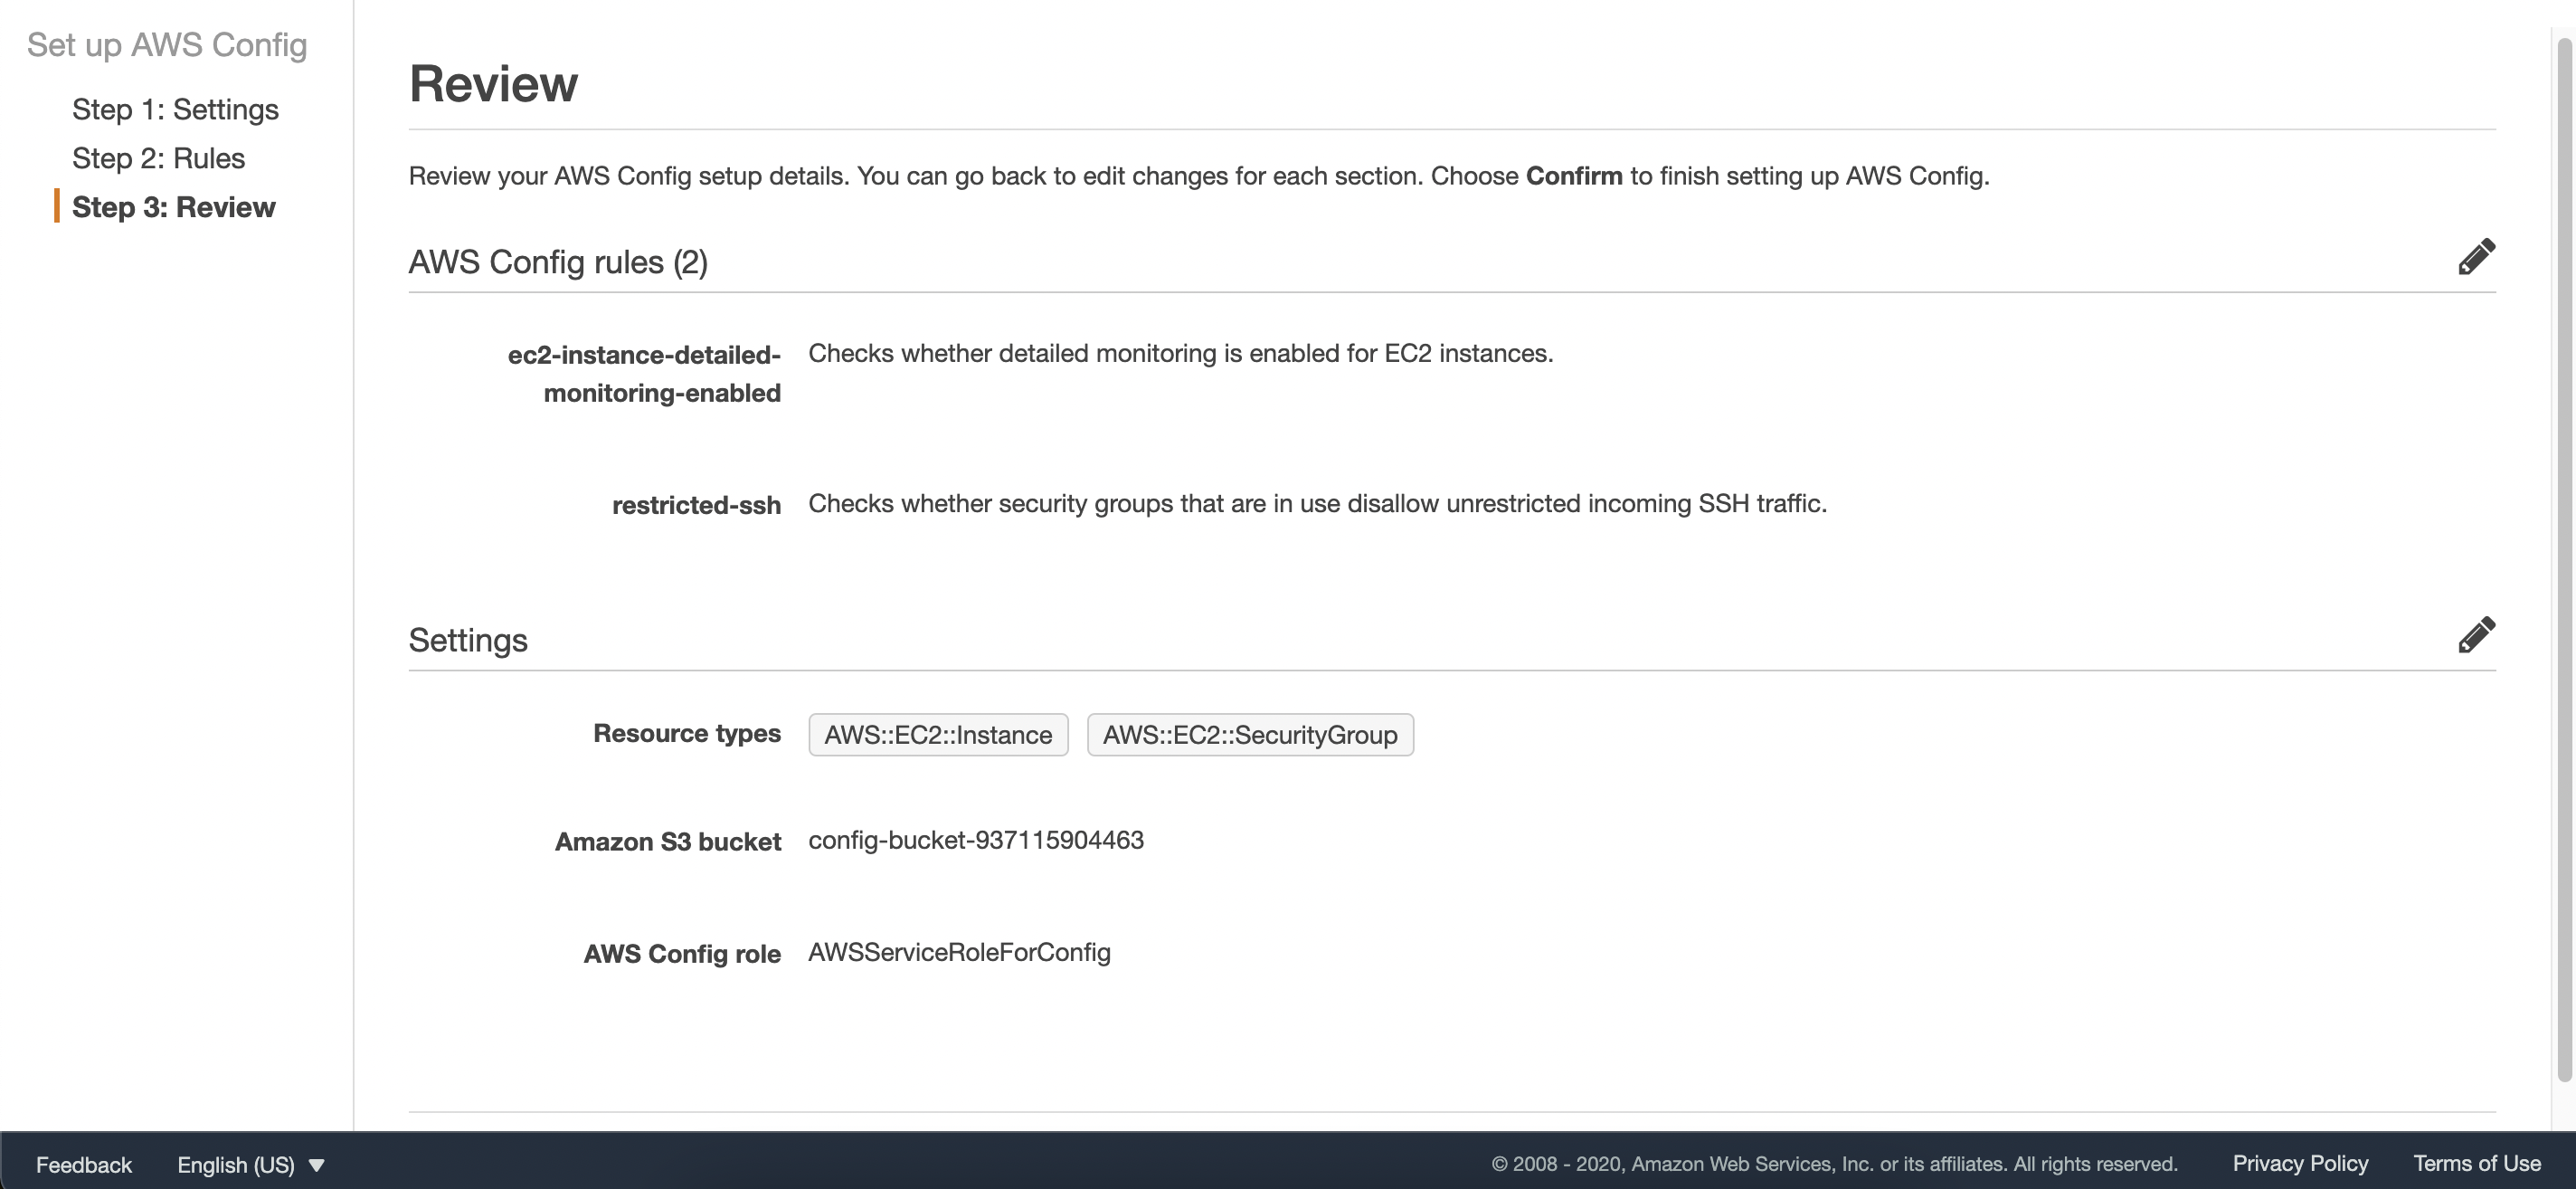 Set up AWS Config
Step 1: Settings
Step 2: Rules
Step 3: Review
Review
Review your AWS Config setup details. You can go back to edit changes for each section. Choose Confirm to finish setting up AWS Config.
AWS Config rules (2)
ec2-instance-detailed-
monitoring-enabled
Checks whether detailed monitoring is enabled for EC2 instances.
restricted-ssh
Checks whether security groups that are in use disallow unrestricted incoming SSH traffic.
Settings
Resource types
AWS::EC2::Instance
AWS::EC2::SecurityGroup
Amazon S3 bucket
config-bucket-937115904463
AWS Config role
AWSServiceRoleForConfig
Feedback
English (US)
© 2008 - 2020, Amazon Web Services, Inc. or its affiliates. All rights reserved.
Privacy Policy
Terms of Use